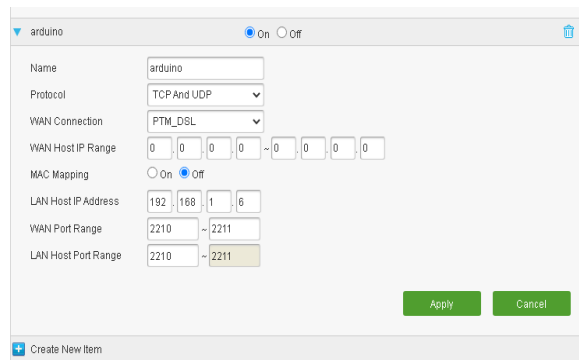 arduino On Off
Name arduino
Protocol TCP And UDP
WAN Connection PTM_DSL
WAN Host IP Range 0 . 0 . 0 . 0 ~ 0 . 0 . 0 . 0
MAC Mapping On Off
LAN Host IP Address 192 . 168 . 1 . 6
WAN Port Range 2210 ~ 2211
LAN Host Port Range 2210 ~ 2211
Apply Cancel
Create New Item